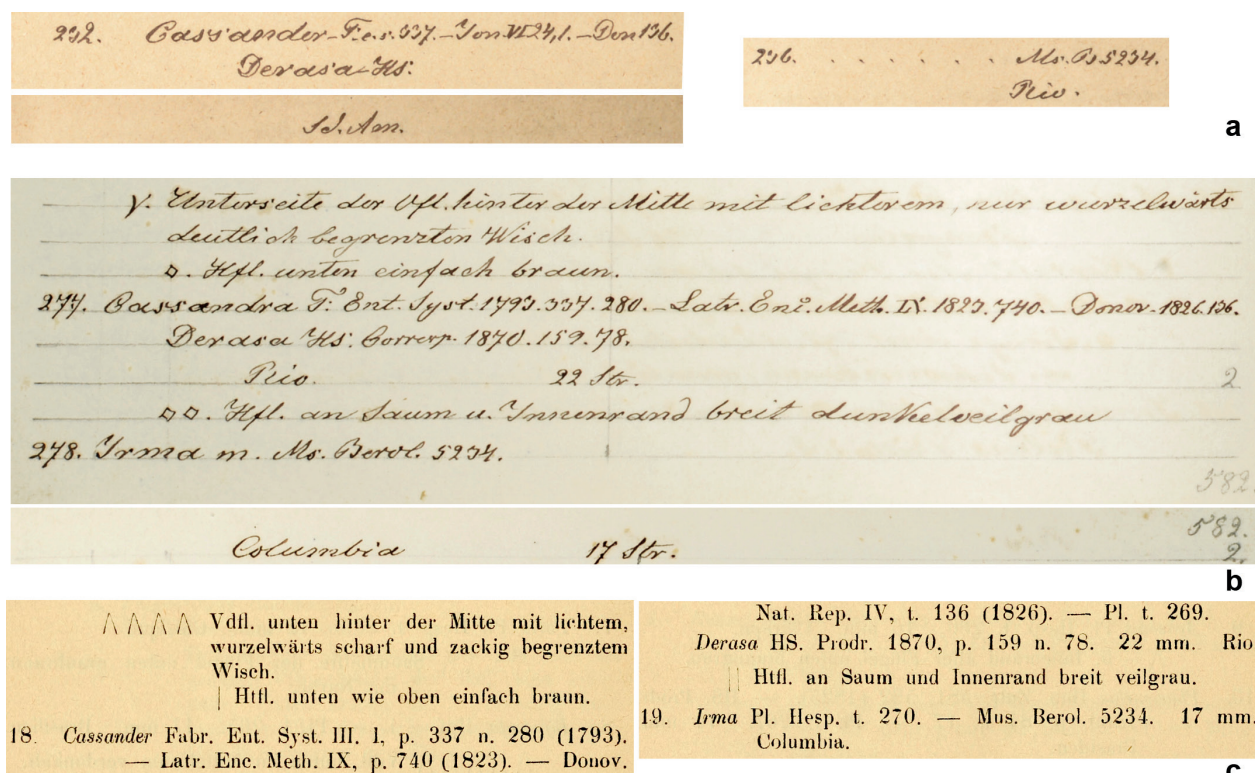 232. Cassander-F.e.s.337.-Jon.VI 24,1.-Don 136.
Derasa-Hs.
Sd. Am.
236. . . . . . . Ms. B. 5234.
Rio.
a
γ. Unterseite der Vfl. hinter der Mitte mit lichterem, nur wurzelwärts
deutlich begrenzten Wisch.
¤. Hfl. unten einfach braun.
277. Cassandra F. Ent. Syst. 1793. 337. 280. - Latr. Enc. Meth. IX. 1823. 740. - Donov. 1826. 136.
Derasa HS. Corresp. 1870. 159. 78.
Rio. 22 Str. 2
¤ ¤. Hfl. an Saum u. Innenrand breit dunkelveilgrau
278. Irma m. Ms. Berol. 5234.
582.
582.
Columbia 17 Str. 2.
b
Λ Λ Λ Λ Vdfl. unten hinter der Mitte mit lichtem,
wurzelwärts scharf und zackig begrenztem
Wisch.
| Htfl. unten wie oben einfach braun.
18. Cassander Fabr. Ent. Syst. III. I, p. 337 n. 280 (1793).
— Latr. Enc. Meth. IX, p. 740 (1823). — Donov.
Nat. Rep. IV, t. 136 (1826). — Pl. t. 269.
Derasa HS. Prodr. 1870, p. 159 n. 78. 22 mm. Rio
|| Htfl. an Saum und Innenrand breit veilgrau.
19. Irma Pl. Hesp. t. 270. — Mus. Berol. 5234. 17 mm.
Columbia.
c